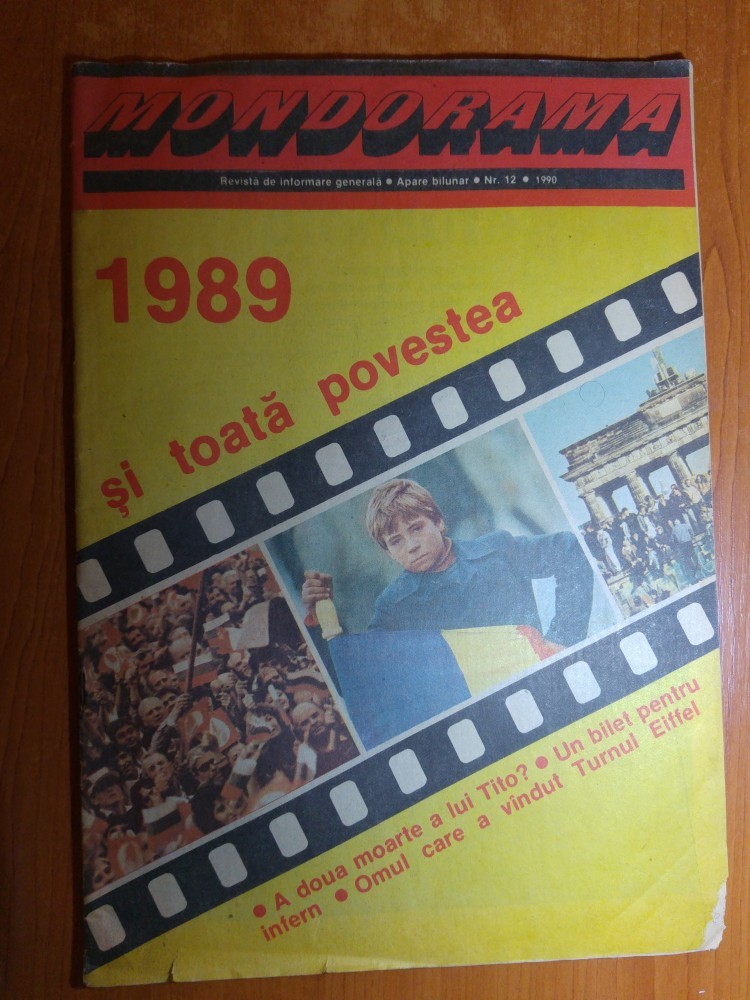 MONDORAMA
Revistă de informare generală ● Apare bilunar ● Nr. 12 ● 1990
1989
și toată povestea
● A doua moarte a lui Tito? ● Un bilet pentru
infern ● Omul care a vîndut Turnul Eiffel